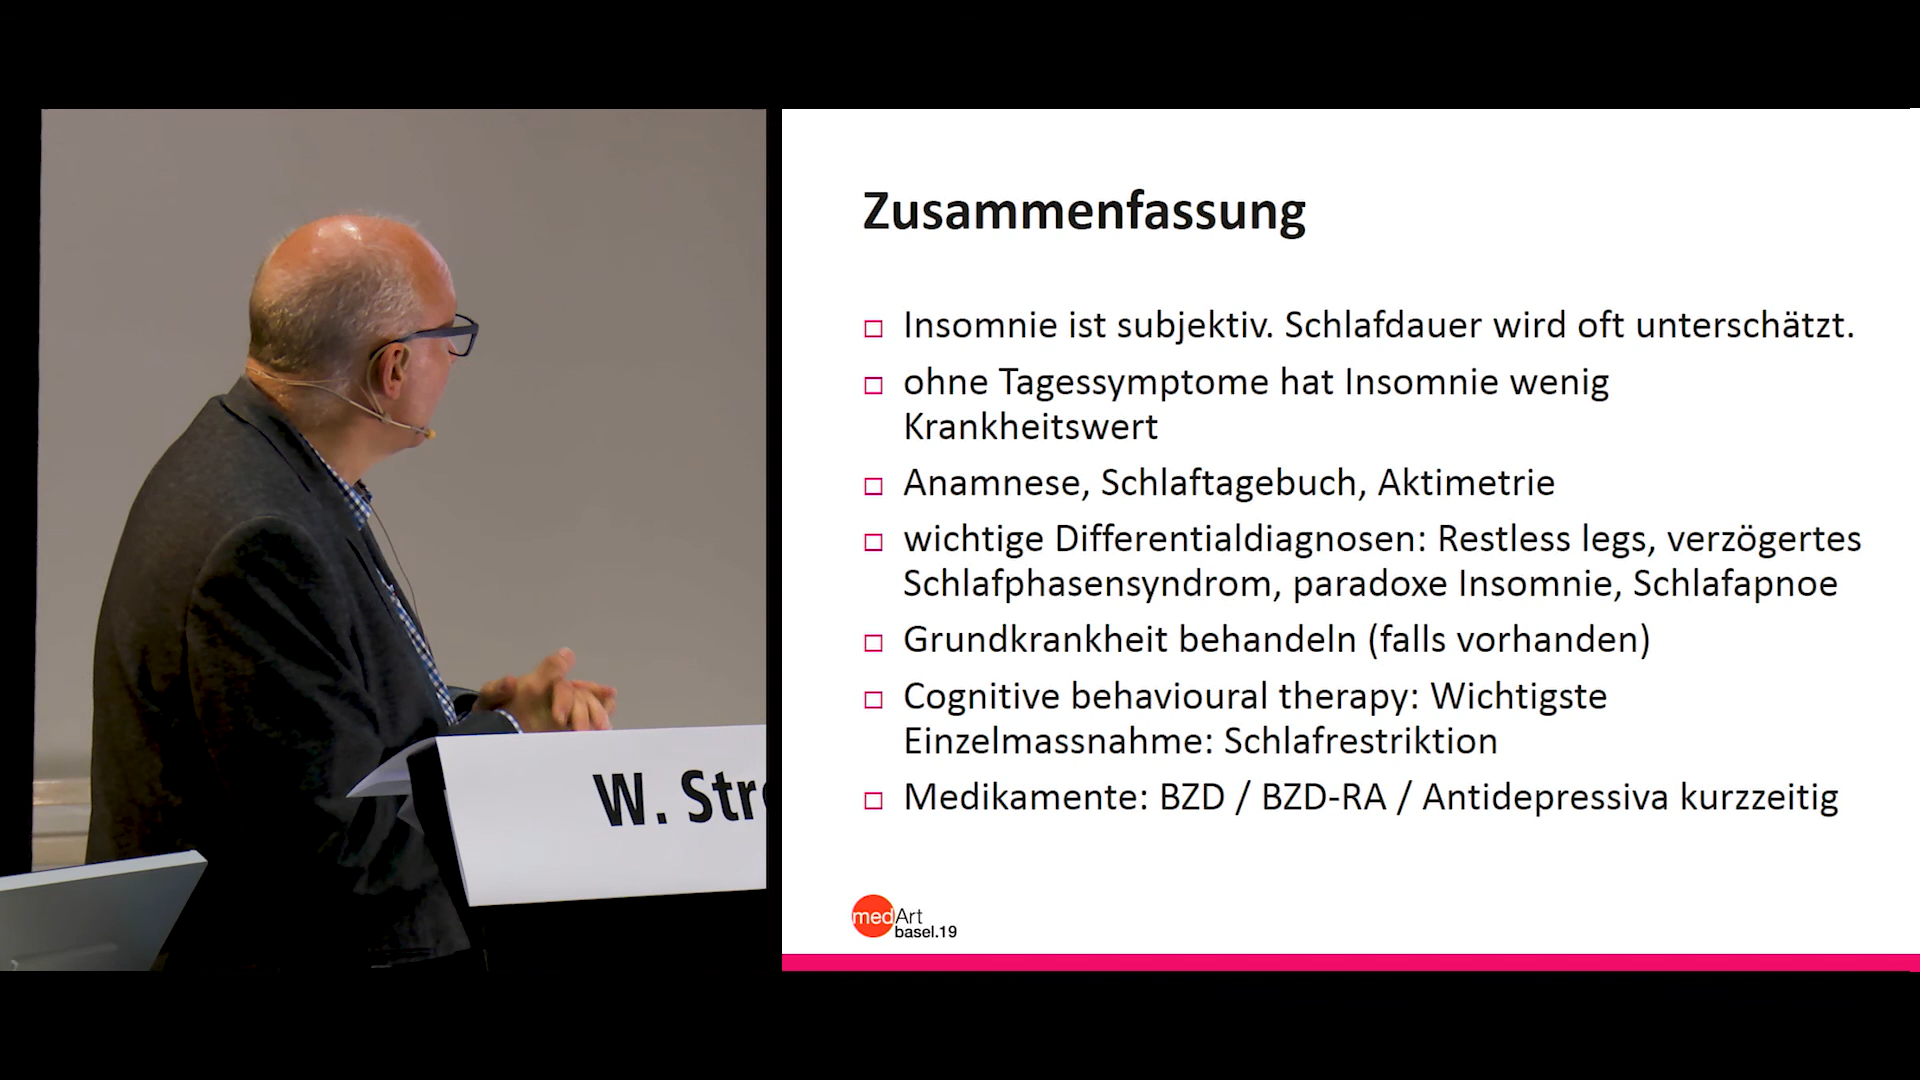 Zusammenfassung
Insomnie ist subjektiv. Schlafdauer wird oft unterschätzt.
ohne Tagessymptome hat Insomnie wenig
Krankheitswert
Anamnese, Schlaftagebuch, Aktimetrie
wichtige Differentialdiagnosen: Restless legs, verzögertes
Schlafphasensyndrom, paradoxe Insomnie, Schlafapnoe
Grundkrankheit behandeln (falls vorhanden)
Cognitive behavioural therapy: Wichtigste
Einzelmassnahme: Schlafrestriktion
Medikamente: BZD / BZD-RA / Antidepressiva kurzzeitig
W.
medArt
basel.19